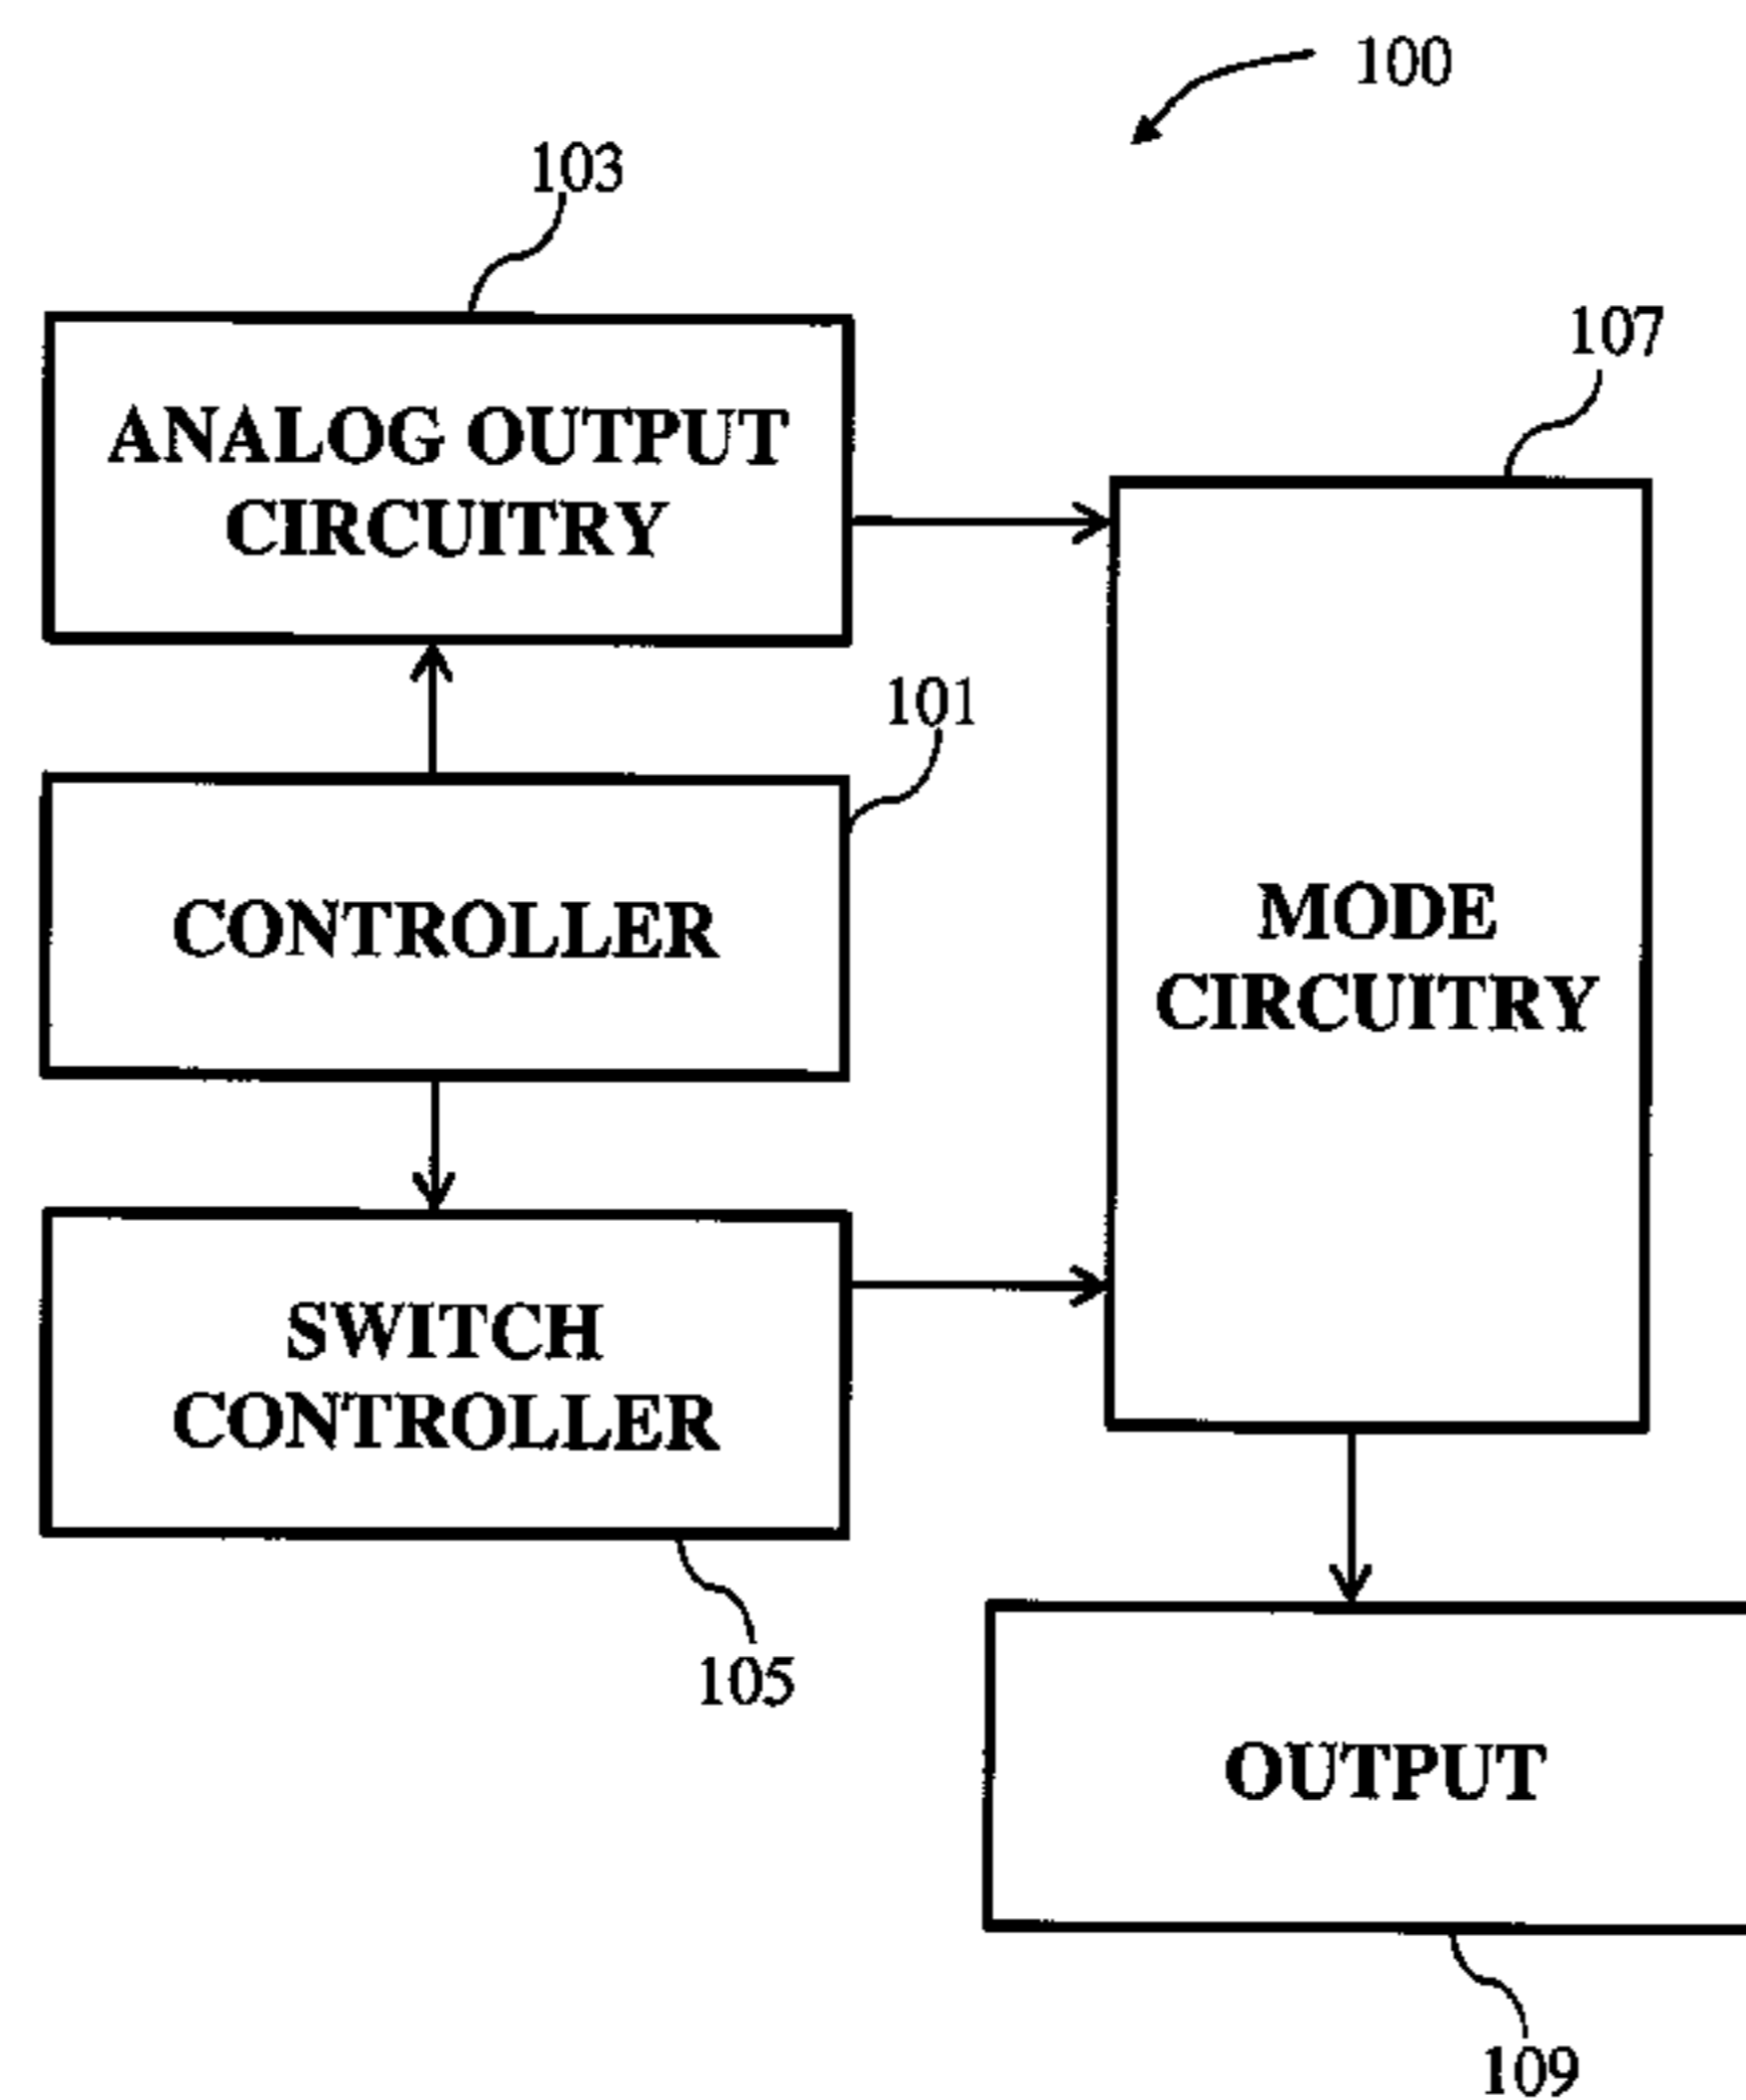 100
103
107
ANALOG OUTPUT
CIRCUITRY
101
CONTROLLER
MODE
CIRCUITRY
SWITCH
CONTROLLER
105
OUTPUT
109